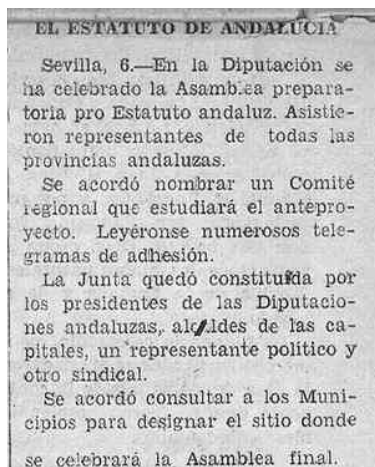 EL ESTATUTO DE ANDALUCIA
Sevilla, 6.—En la Diputación se
ha celebrado la Asamblea prepara-
toria pro Estatuto andaluz. Asistie-
ron representantes de todas las
provincias andaluzas.
Se acordó nombrar un Comité
regional que estudiará el antepro-
yecto. Leyéronse numerosos tele-
gramas de adhesión.
La Junta quedó constituída por
los presidentes de las Diputacio-
nes andaluzas, alcaldes de las ca-
pitales, un representante político y
otro sindical.
Se acordó consultar a los Muni-
cipios para designar el sitio donde
se celebrará la Asamblea final.